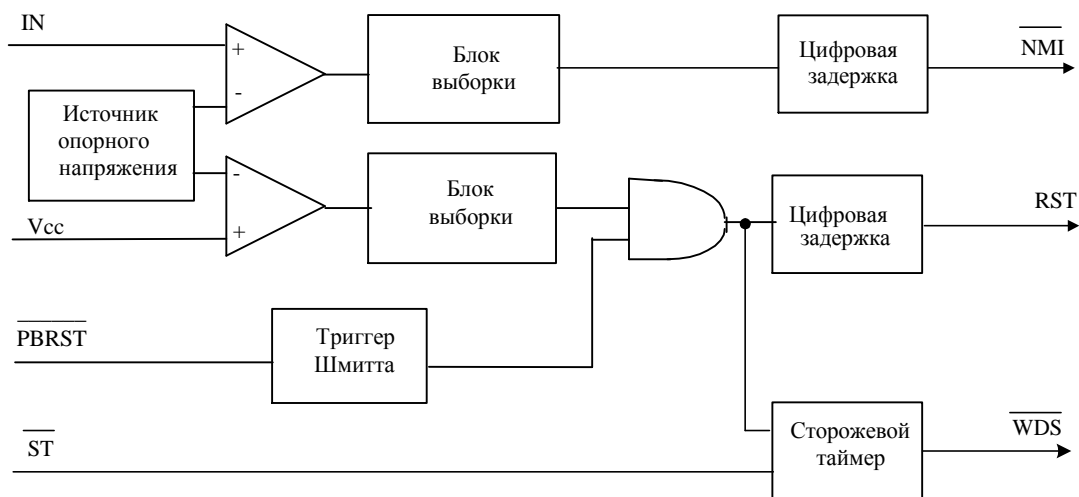 IN
+
-
Блок
выборки
Цифровая
задержка
NMI
Источник
опорного
напряжения
-
+
Vcc
Блок
выборки
Цифровая
задержка
RST
PBRST
Триггер
Шмитта
ST
Сторожевой
таймер
WDS